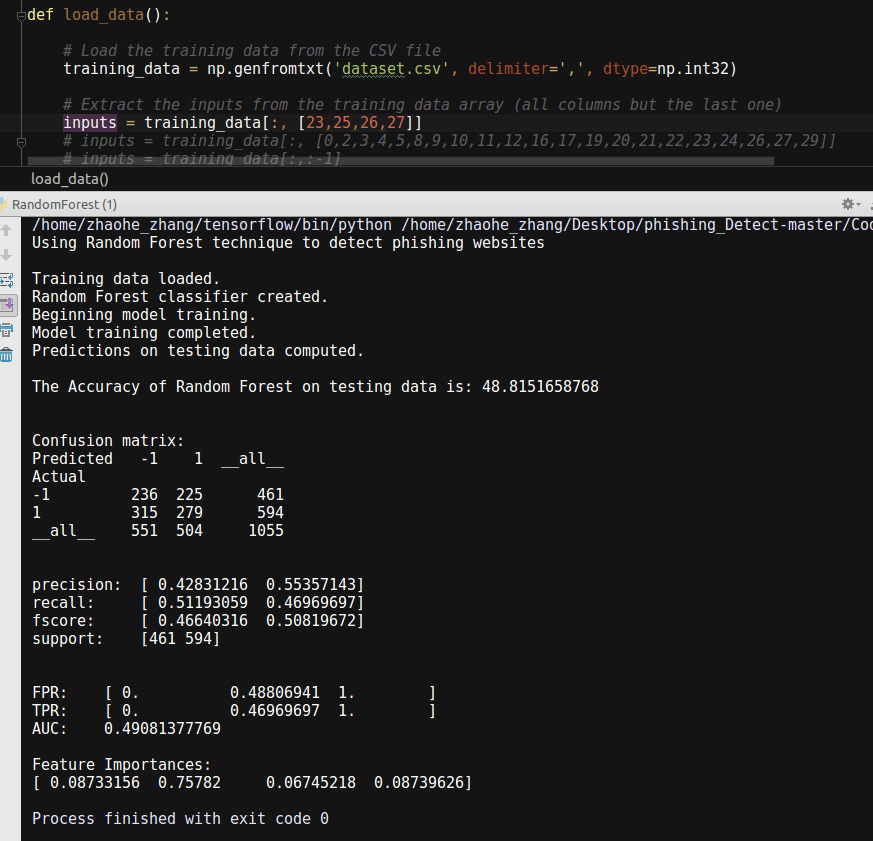 def load_data():
# Load the training data from the CSV file
training_data = np.genfromtxt('dataset.csv', delimiter=',', dtype=np.int32)
# Extract the inputs from the training data array (all columns but the last one)
inputs = training_data[:, [23,25,26,27]]
# inputs = training_data[:, [0,2,3,4,5,8,9,10,11,12,16,17,19,20,21,22,23,24,26,27,29]]
# inputs = training_data[:,:-1]
load_data()
RandomForest (1)
/home/zhaohe_zhang/tensorflow/bin/python /home/zhaohe_zhang/Desktop/phishing_Detect-master/Cod
Using Random Forest technique to detect phishing websites
Training data loaded.
Random Forest classifier created.
Beginning model training.
Model training completed.
Predictions on testing data computed.
The Accuracy of Random Forest on testing data is: 48.8151658768
Confusion matrix:
Predicted -1 1 __all__
Actual
-1 236 225 461
1 315 279 594
__all__ 551 504 1055
precision: [ 0.42831216 0.55357143]
recall: [ 0.51193059 0.46969697]
fscore: [ 0.46640316 0.50819672]
support: [461 594]
FPR: [ 0. 0.48806941 1. ]
TPR: [ 0. 0.46969697 1. ]
AUC: 0.49081377769
Feature Importances:
[ 0.08733156 0.75782 0.06745218 0.08739626]
Process finished with exit code 0